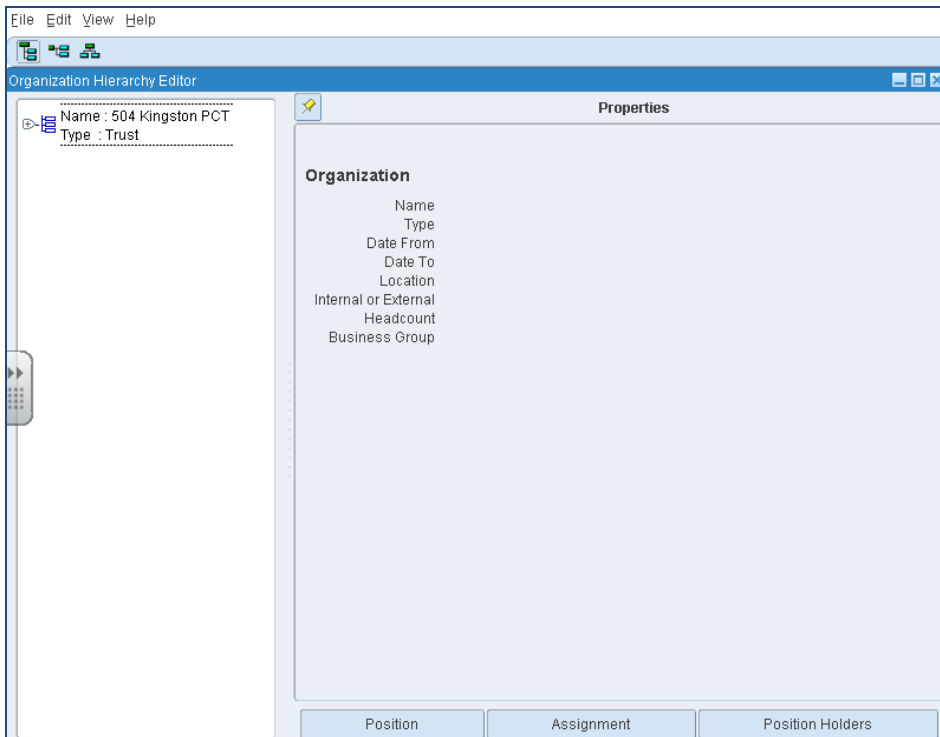 File Edit View Help
Organization Hierarchy Editor
Name : 504 Kingston PCT
Type : Trust
Properties
Organization
Name
Type
Date From
Date To
Location
Internal or External
Headcount
Business Group
Position Assignment Position Holders